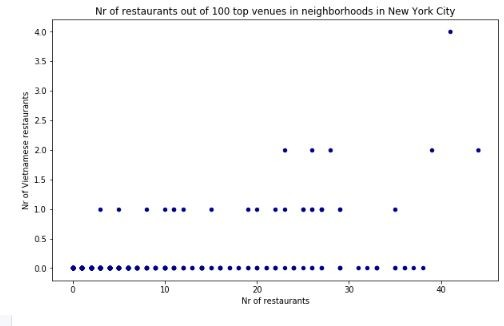 Nr of restaurants out of 100 top venues in neighborhoods in New York City
4.0
3.5
3.0
2.5
2.0
1.5
1.0
0.5
0.0
Nr of Vietnamese restaurants
0 10 20 30 40
Nr of restaurants